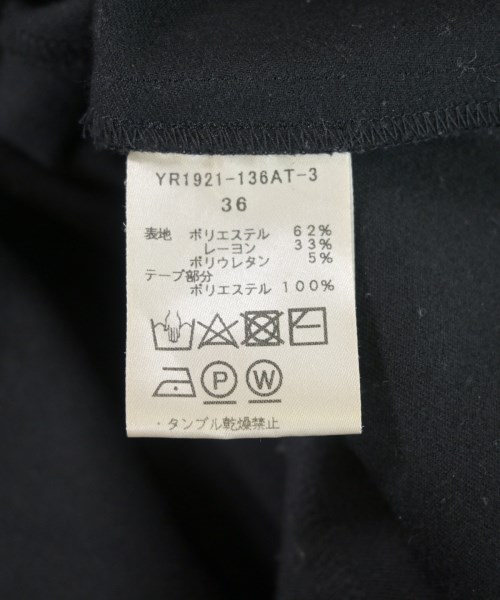 YR1921-136AT-3
36
表地 ポリエステル 62%
レーヨン 33%
ポリウレタン 5%
テープ部分
ポリエステル 100%
P W
・タンブル乾燥禁止